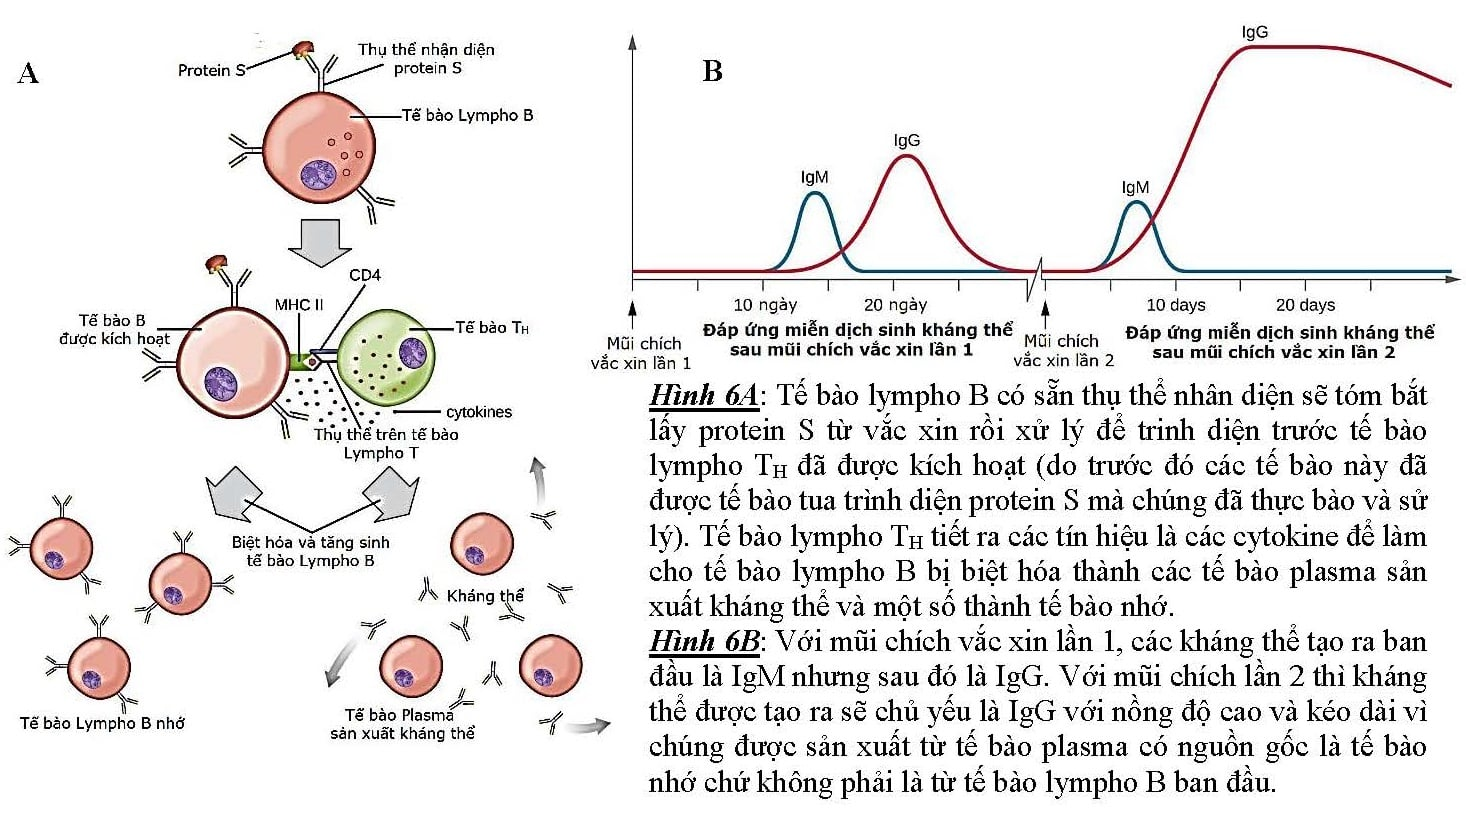 A
Protein S
Thụ thể nhận diện
protein S
Tế bào Lympho B
CD4
MHC II
Tế bào B
được kích hoạt
Tế bào TH
cytokines
Thụ thể trên tế bào
Lympho T
Biệt hóa và tăng sinh
tế bào Lympho B
Kháng thể
Tế bào Lympho B nhớ
Tế bào Plasma
sản xuất kháng thể
B
IgM
IgG
IgM
IgG
10 ngày
20 ngày
10 days
20 days
Mũi chích
vắc xin lần 1
Đáp ứng miễn dịch sinh kháng thể
sau mũi chích vắc xin lần 1
Mũi chích
vắc xin lần 2
Đáp ứng miễn dịch sinh kháng thể
sau mũi chích vắc xin lần 2
Hình 6A: Tế bào lympho B có sẵn thụ thể nhân diện sẽ tóm bắt
lấy protein S từ vắc xin rồi xử lý để trinh diện trước tế bào
lympho TH đã được kích hoạt (do trước đó các tế bào này đã
được tế bào tua trình diện protein S mà chúng đã thực bào và sử
lý). Tế bào lympho TH tiết ra các tín hiệu là các cytokine để làm
cho tế bào lympho B bị biệt hóa thành các tế bào plasma sản
xuất kháng thể và một số thành tế bào nhớ.
Hình 6B: Với mũi chích vắc xin lần 1, các kháng thể tạo ra ban
đầu là IgM nhưng sau đó là IgG. Với mũi chích lần 2 thì kháng
thể được tạo ra sẽ chủ yếu là IgG với nồng độ cao và kéo dài vì
chúng được sản xuất từ tế bào plasma có nguồn gốc là tế bào
nhớ chứ không phải là từ tế bào lympho B ban đầu.